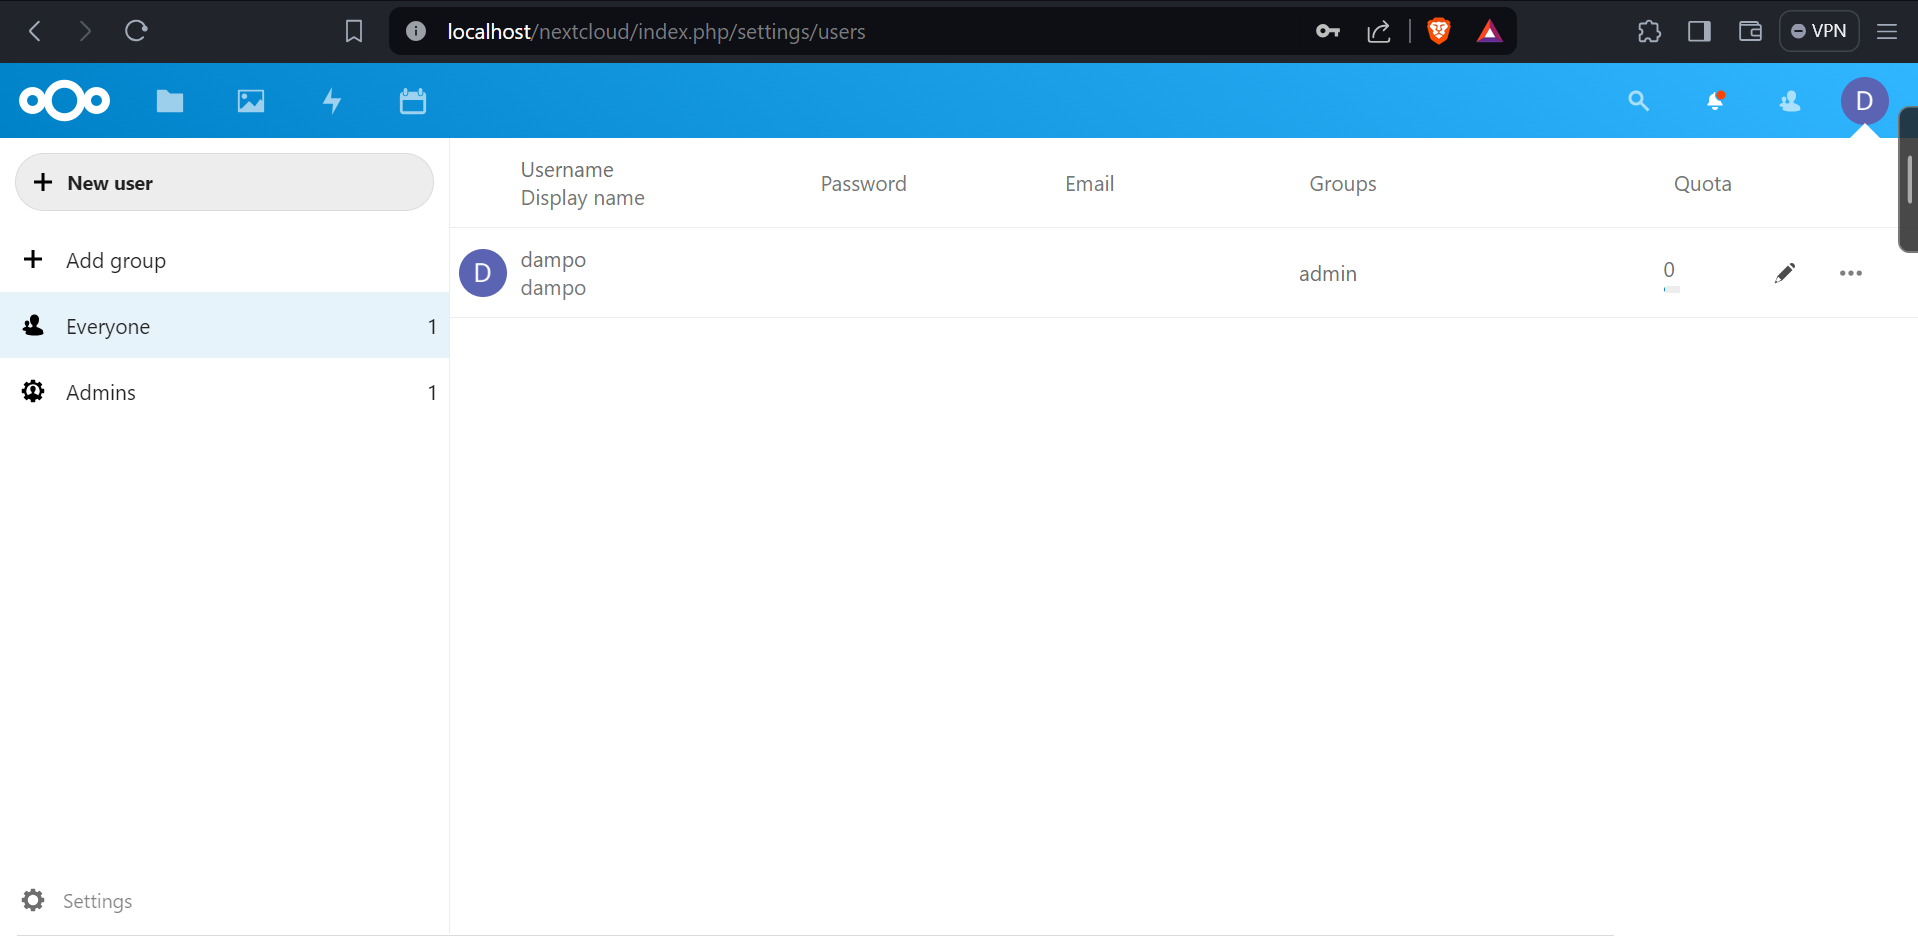 localhost/nextcloud/index.php/settings/users
VPN
D
New user
Username
Display name
Password
Email
Groups
Quota
Add group
D
dampo
dampo
admin
0
Everyone 1
Admins 1
Settings